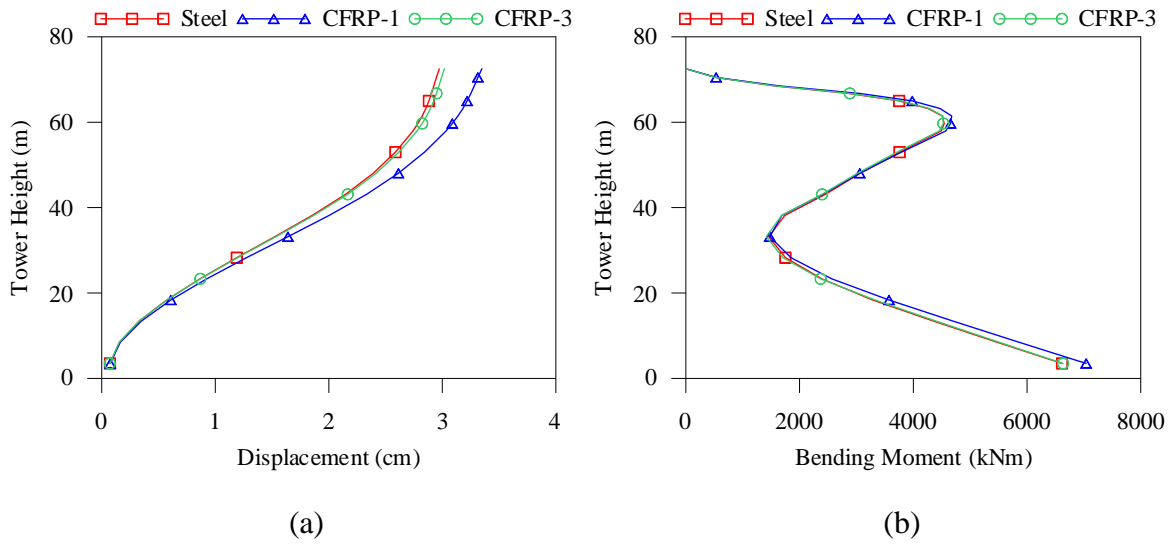 Steel CFRP-1 CFRP-3
80
60
40
20
0
Tower Height (m)
0 1 2 3 4
Displacement (cm)
(a)
Steel CFRP-1 CFRP-3
80
60
40
20
0
Tower Height (m)
0 2000 4000 6000 8000
Bending Moment (kNm)
(b)